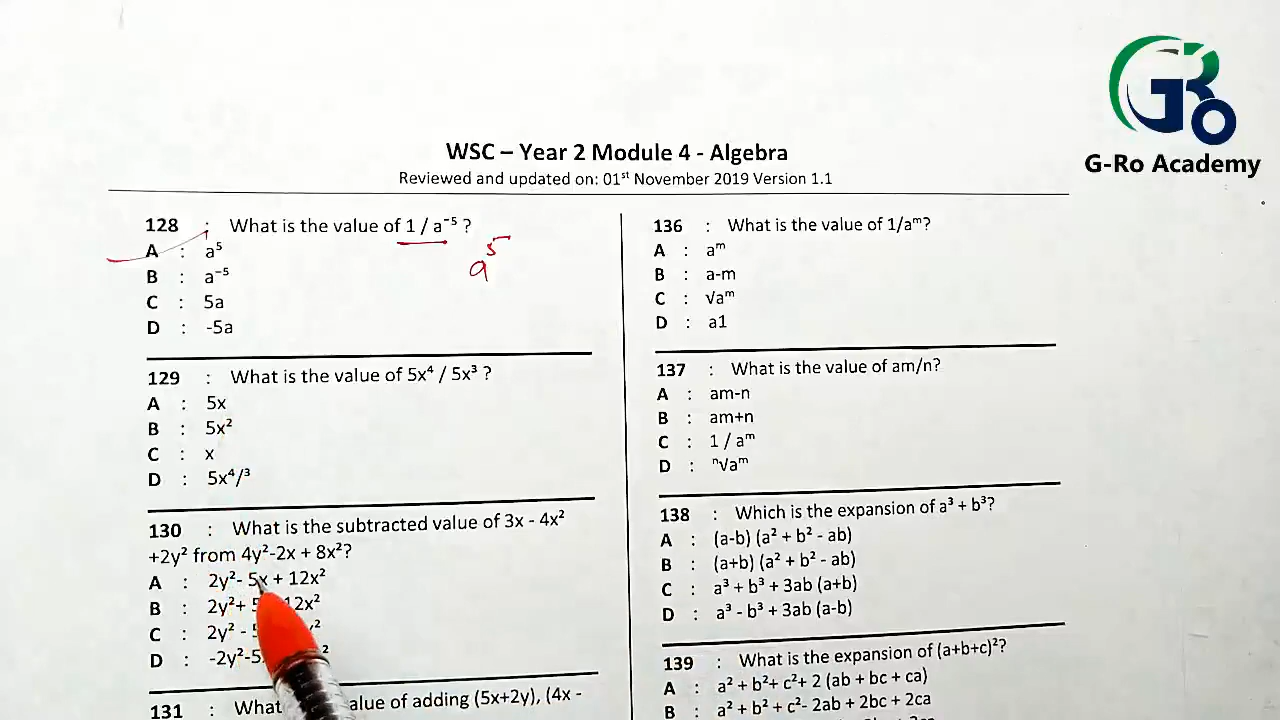 GRo
G-Ro Academy
WSC – Year 2 Module 4 - Algebra
Reviewed and updated on: 01st November 2019 Version 1.1
128 : What is the value of 1 / a⁻⁵ ?
A : a⁵
B : a⁻⁵
C : 5a
D : -5a
a⁵
129 : What is the value of 5x⁴ / 5x³ ?
A : 5x
B : 5x²
C : x
D : 5x⁴/³
130 : What is the subtracted value of 3x - 4x²
+2y² from 4y²-2x + 8x²?
A : 2y²- 5x + 12x²
B : 2y²+ 12x²
C : 2y² -
D : -2y²-5
131 : What value of adding (5x+2y), (4x -
136 : What is the value of 1/aᵐ?
A : aᵐ
B : a-m
C : √aᵐ
D : a1
137 : What is the value of am/n?
A : am-n
B : am+n
C : 1 / aᵐ
D : ⁿ√aᵐ
138 : Which is the expansion of a³ + b³?
A : (a-b) (a² + b² - ab)
B : (a+b) (a² + b² - ab)
C : a³ + b³ + 3ab (a+b)
D : a³ - b³ + 3ab (a-b)
139 : What is the expansion of (a+b+c)²?
A : a² + b²+ c²+ 2 (ab + bc + ca)
B : a² + b² + c²- 2ab + 2bc + 2ca